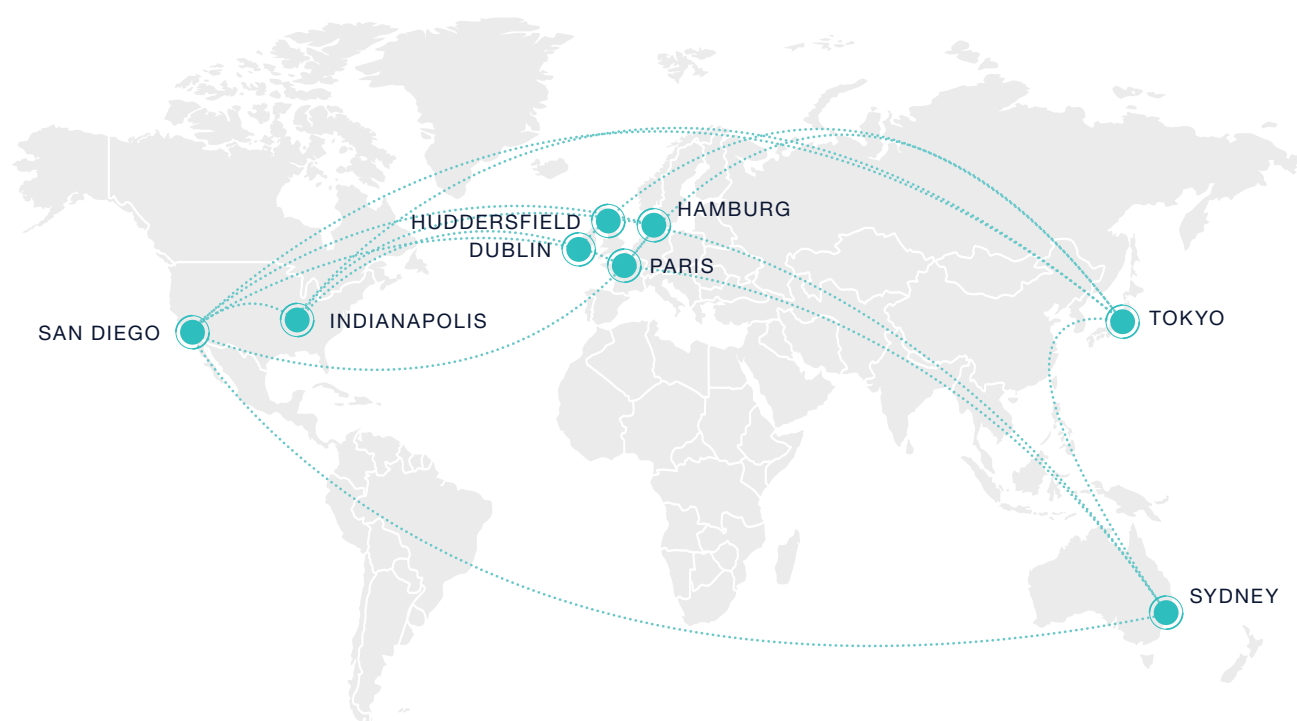 HAMBURG
HUDDERSFIELD
DUBLIN
PARIS
SAN DIEGO
INDIANAPOLIS
TOKYO
SYDNEY